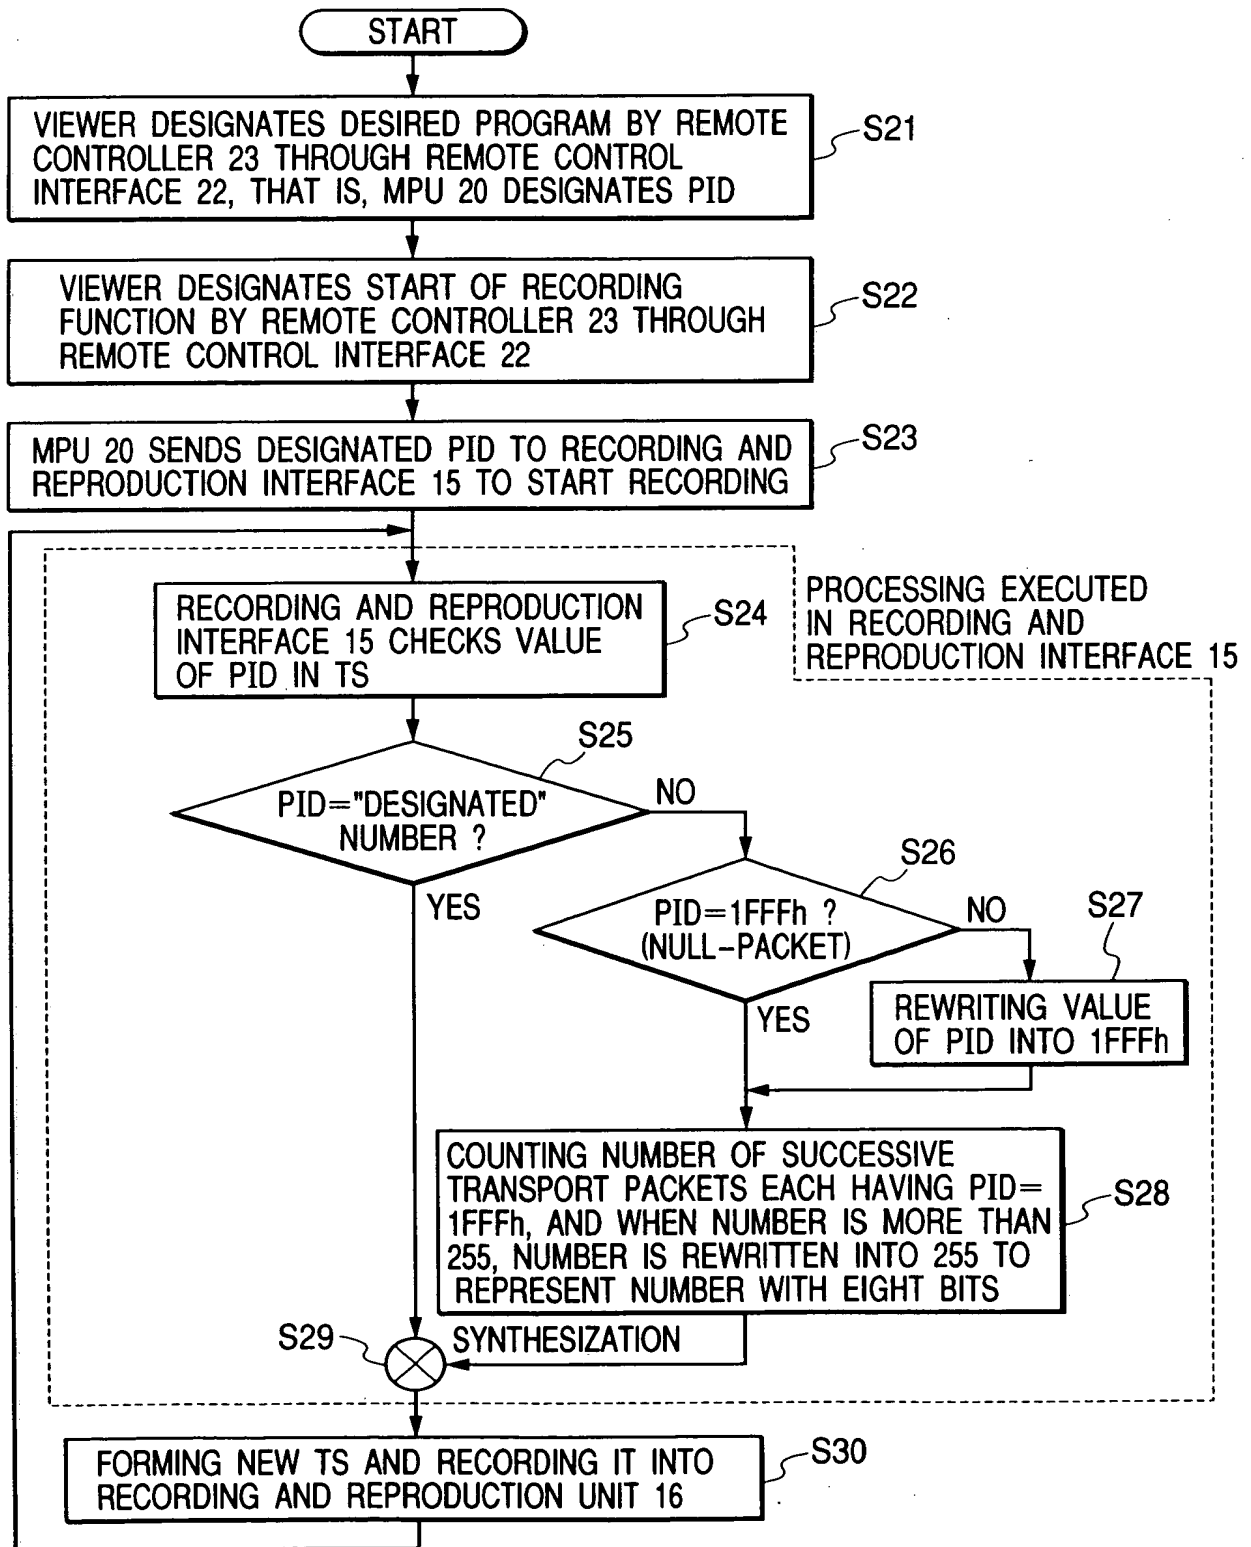 START
VIEWER DESIGNATES DESIRED PROGRAM BY REMOTE
CONTROLLER 23 THROUGH REMOTE CONTROL
INTERFACE 22, THAT IS, MPU 20 DESIGNATES PID
S21
VIEWER DESIGNATES START OF RECORDING
FUNCTION BY REMOTE CONTROLLER 23 THROUGH
REMOTE CONTROL INTERFACE 22
S22
MPU 20 SENDS DESIGNATED PID TO RECORDING AND
REPRODUCTION INTERFACE 15 TO START RECORDING
S23
PROCESSING EXECUTED
IN RECORDING AND
REPRODUCTION INTERFACE 15
RECORDING AND REPRODUCTION
INTERFACE 15 CHECKS VALUE
OF PID IN TS
S24
S25
PID="DESIGNATED"
NUMBER ?
NO
YES
S26
PID=1FFFh ?
(NULL-PACKET)
NO
YES
S27
REWRITING VALUE
OF PID INTO 1FFFh
COUNTING NUMBER OF SUCCESSIVE
TRANSPORT PACKETS EACH HAVING PID=
1FFFh, AND WHEN NUMBER IS MORE THAN
255, NUMBER IS REWRITTEN INTO 255 TO
REPRESENT NUMBER WITH EIGHT BITS
S28
S29
SYNTHESIZATION
FORMING NEW TS AND RECORDING IT INTO
RECORDING AND REPRODUCTION UNIT 16
S30